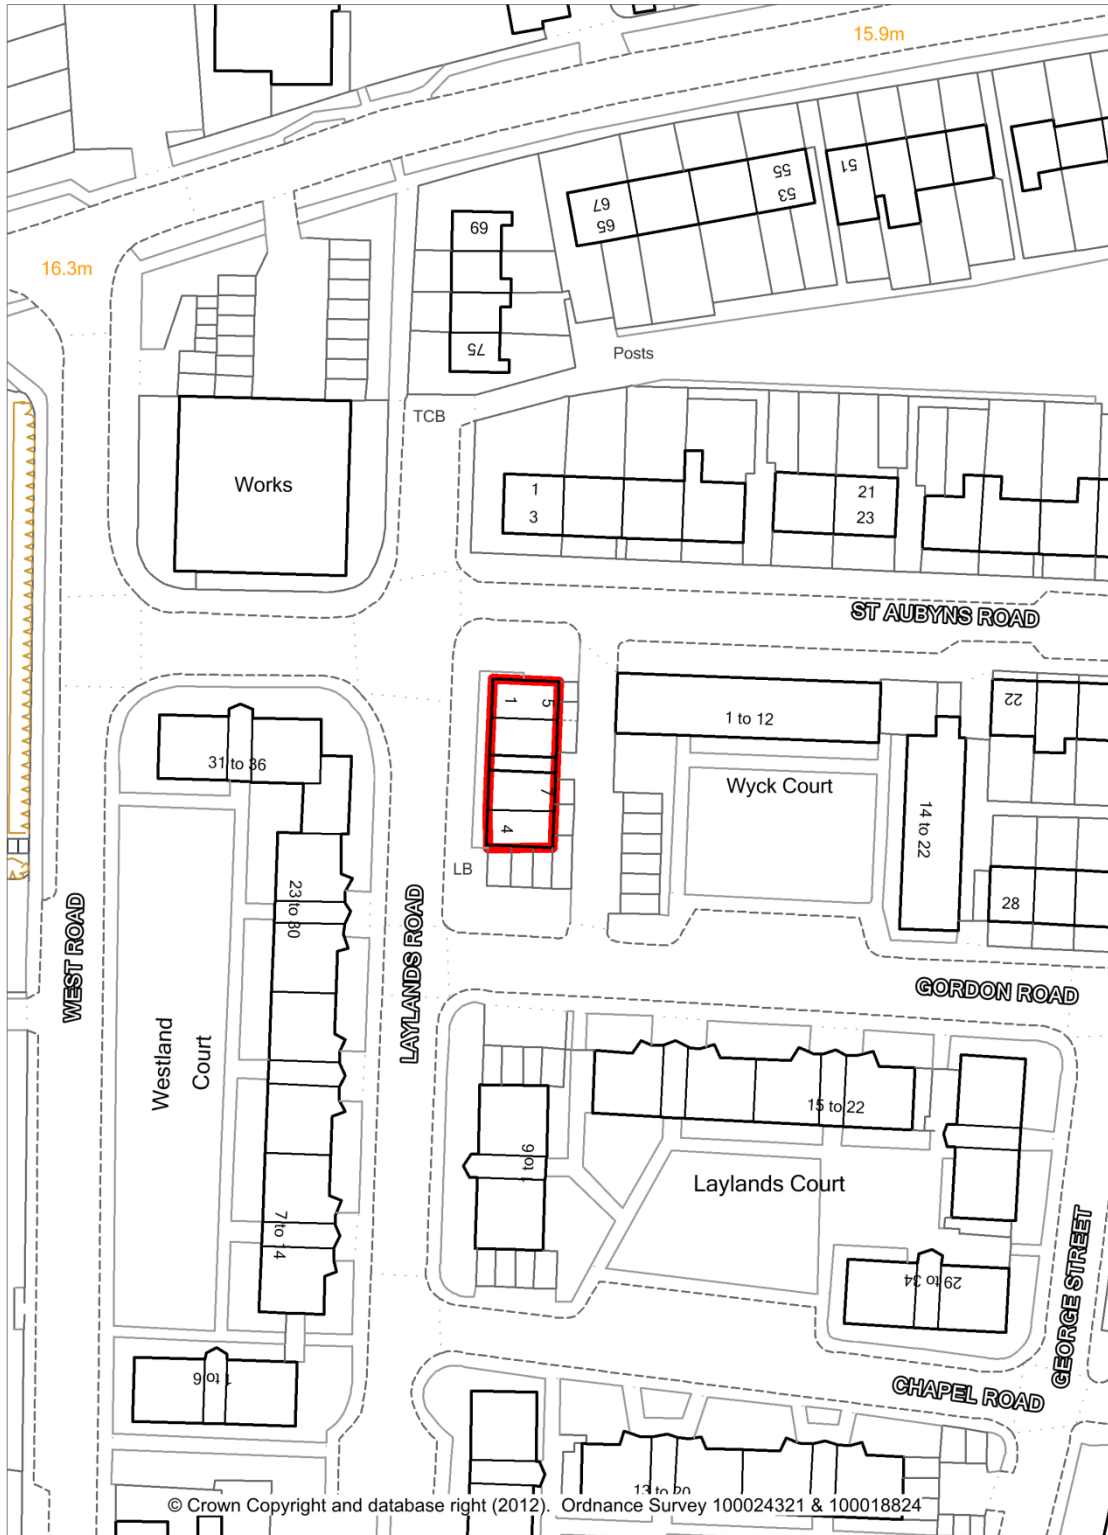 15.9m
51
55
53
67
65
69
16.3m
75
Posts
TCB
Works
1
3
21
23
ST AUBYNS ROAD
1
5
22
1 to 12
31 to 36
Wyck Court
7
4
14 to 22
LB
23 to 30
28
WEST ROAD
LAYLANDS ROAD
GORDON ROAD
Westland
Court
15 to 22
1 to 6
Laylands Court
7 to 14
29 to 34
GEORGE STREET
1 to 6
CHAPEL ROAD
13 to 20
© Crown Copyright and database right (2012). Ordnance Survey 100024321 & 100018824